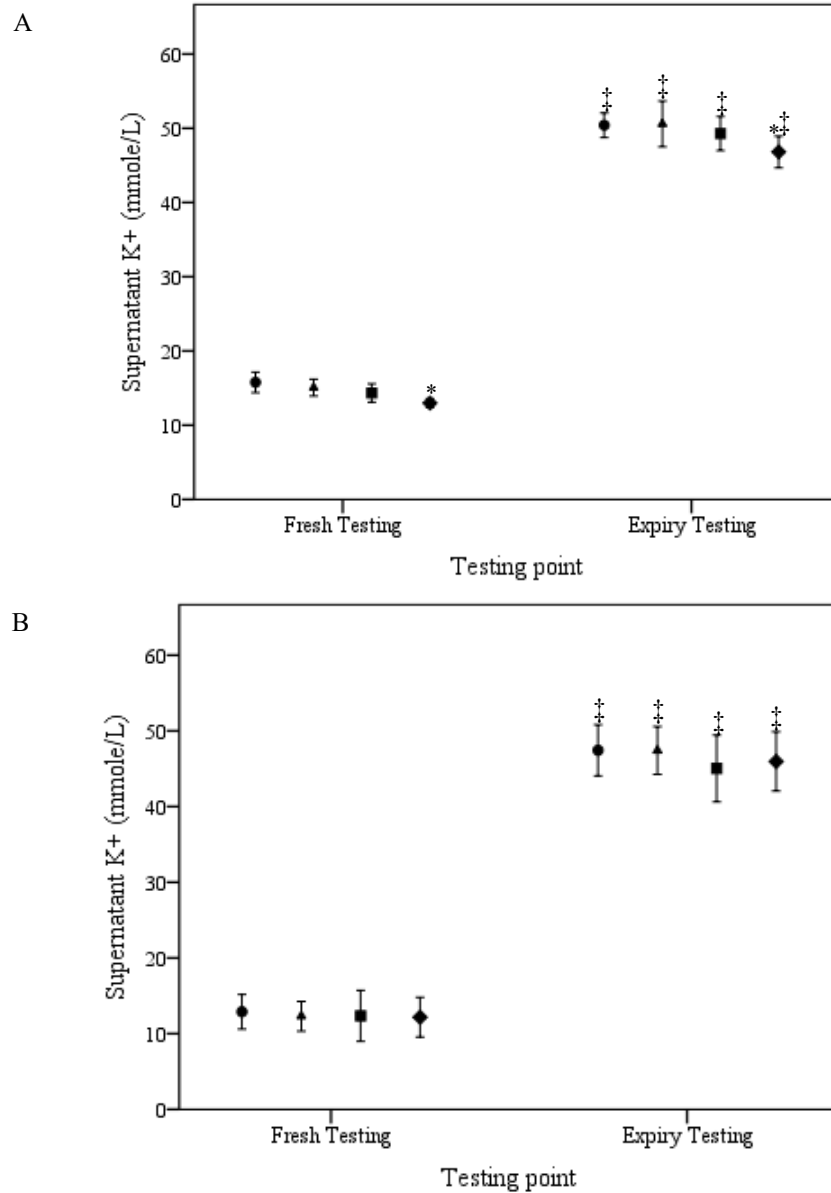 A
Supernatant K+ (mmole/L)
60
50
40
30
20
10
0
‡ ‡ ‡ *‡
*
Fresh Testing Expiry Testing
Testing point
B
Supernatant K+ (mmole/L)
60
50
40
30
20
10
0
‡ ‡ ‡ ‡
Fresh Testing Expiry Testing
Testing point